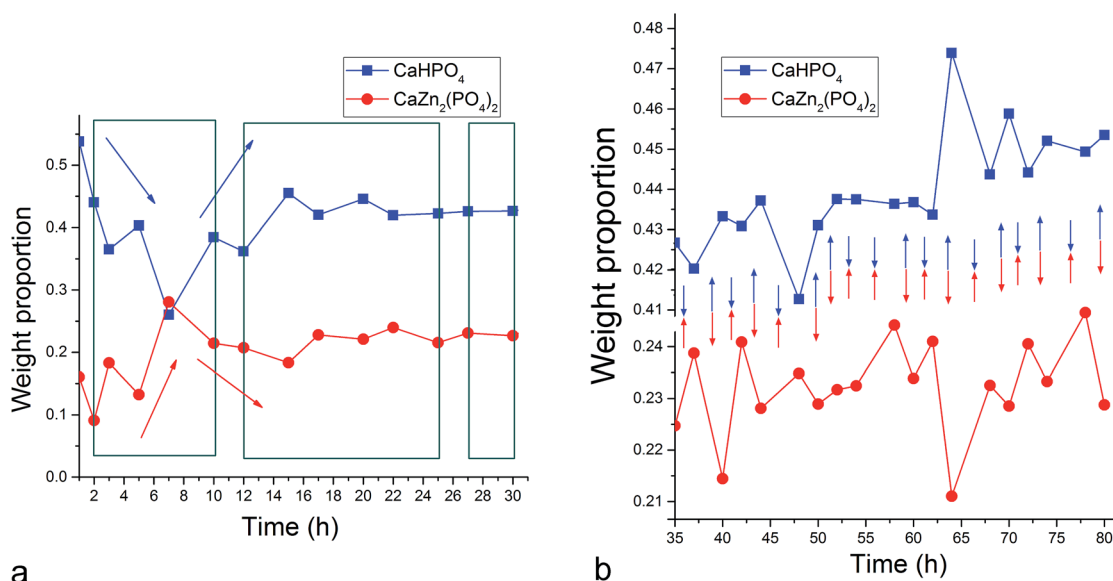 CaHPO₄
CaZn₂(PO₄)₂
Weight proportion
0.5
0.4
0.3
0.2
0.1
0.0
2 4 6 8 10 12 14 16 18 20 22 24 26 28 30
Time (h)
a
CaHPO₄
CaZn₂(PO₄)₂
Weight proportion
0.48
0.47
0.46
0.45
0.44
0.43
0.42
0.41
0.24
0.23
0.22
0.21
35 40 45 50 55 60 65 70 75 80
Time (h)
b